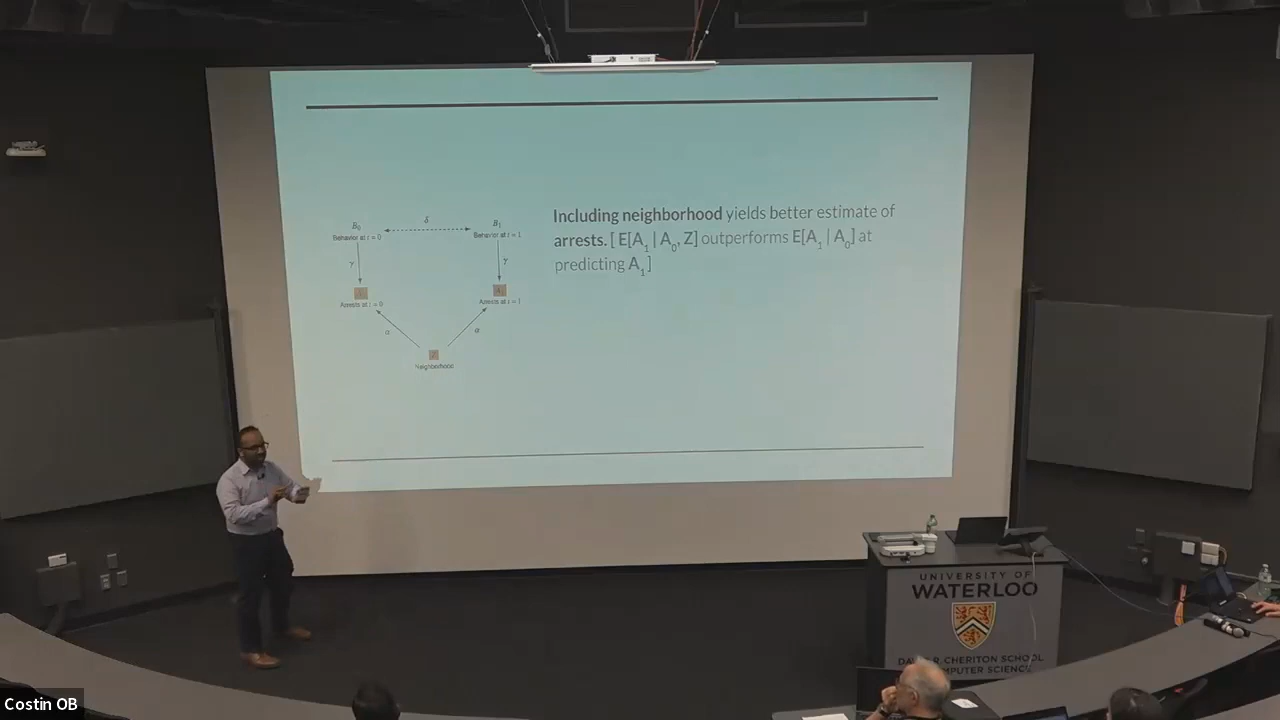 δ
B₀
B₁
Behavior at t = 0
Behavior at t = 1
γ
γ
Arrests at t = 0
Arrests at t = 1
α
α
Neighborhood
Including neighborhood yields better estimate of
arrests. [ E[A₁ | A₀, Z] outperforms E[A₁ | A₀] at
predicting A₁]
UNIVERSITY OF
WATERLOO
SCHOOL
Costin OB